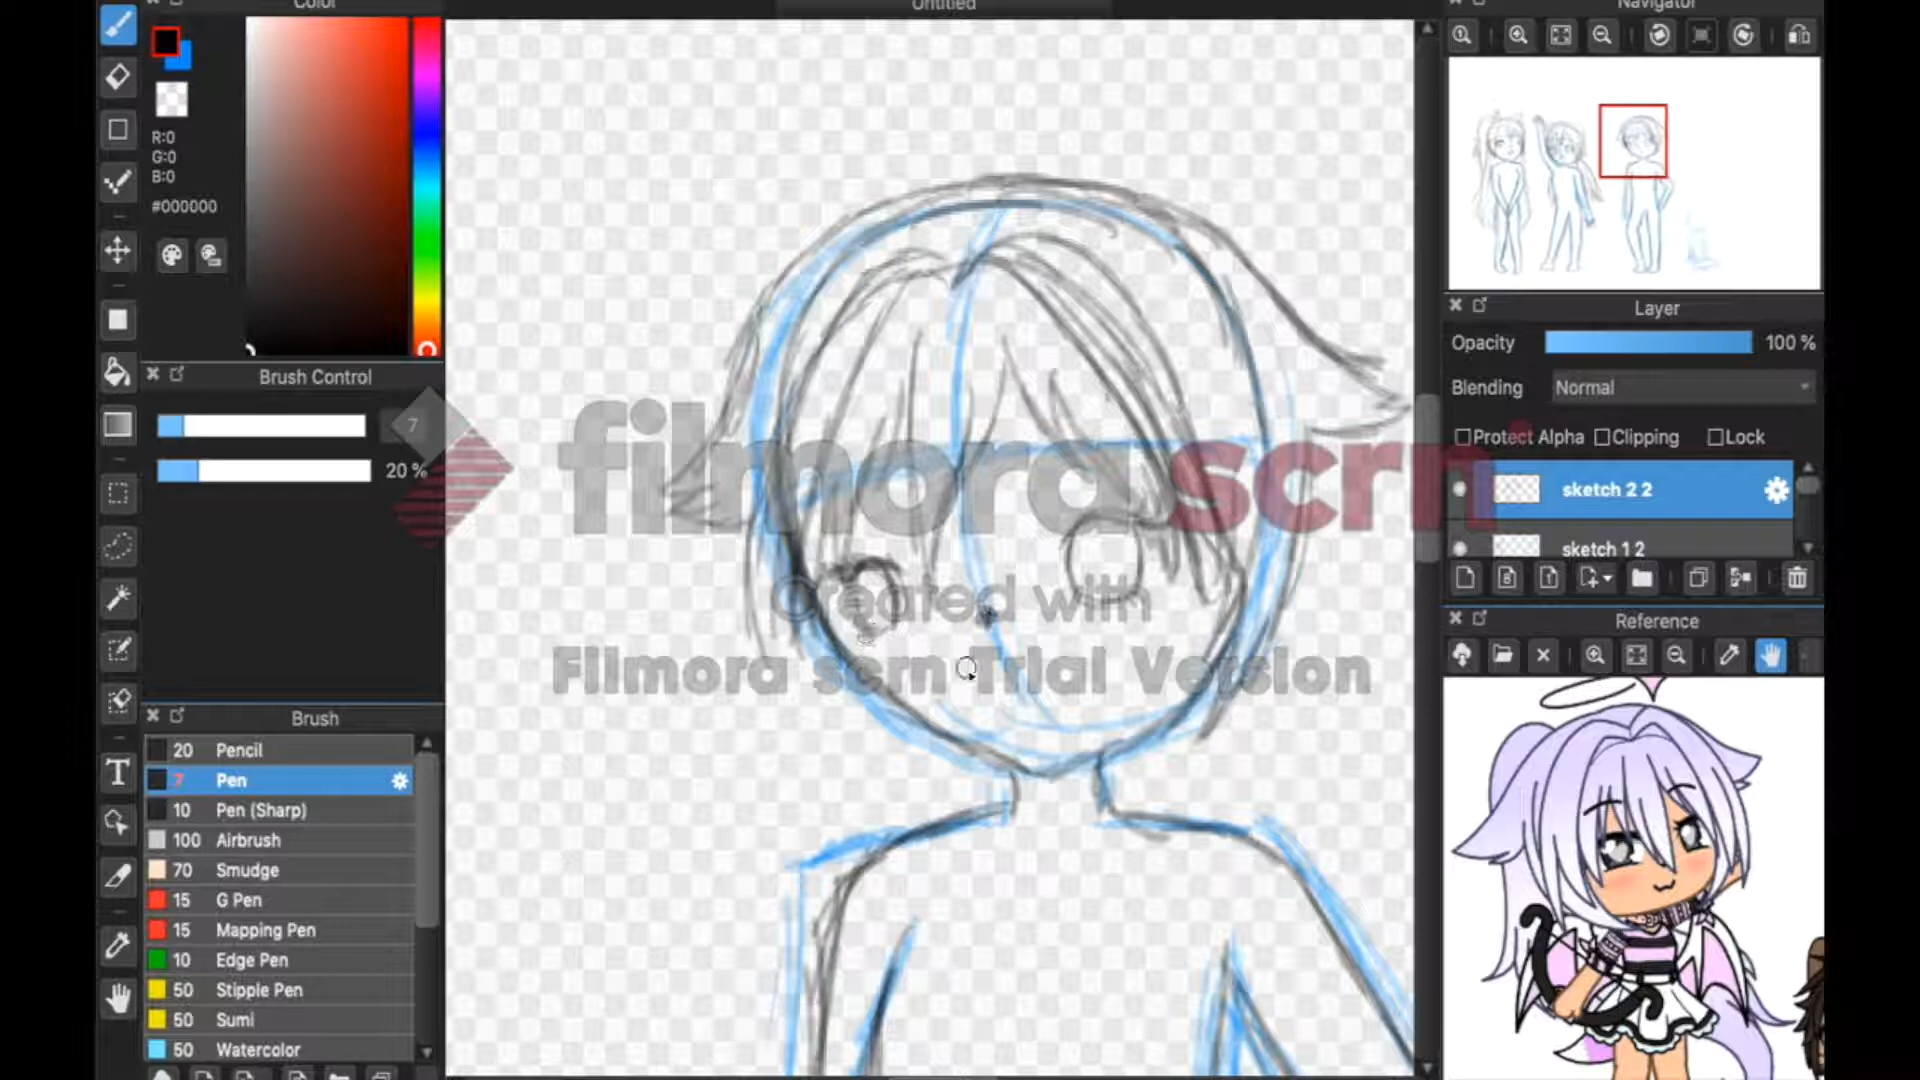 Color
Untitled
Navigator
R:0
G:0
B:0
#000000
Brush Control
7
20 %
Layer
Opacity
100 %
Blending
Normal
Protect Alpha
Clipping
Lock
sketch 2 2
sketch 1 2
filmora scrn
Created with
Filmora scrn Trial Version
Reference
Brush
20 Pencil
7 Pen
10 Pen (Sharp)
100 Airbrush
70 Smudge
15 G Pen
15 Mapping Pen
10 Edge Pen
50 Stipple Pen
50 Sumi
50 Watercolor